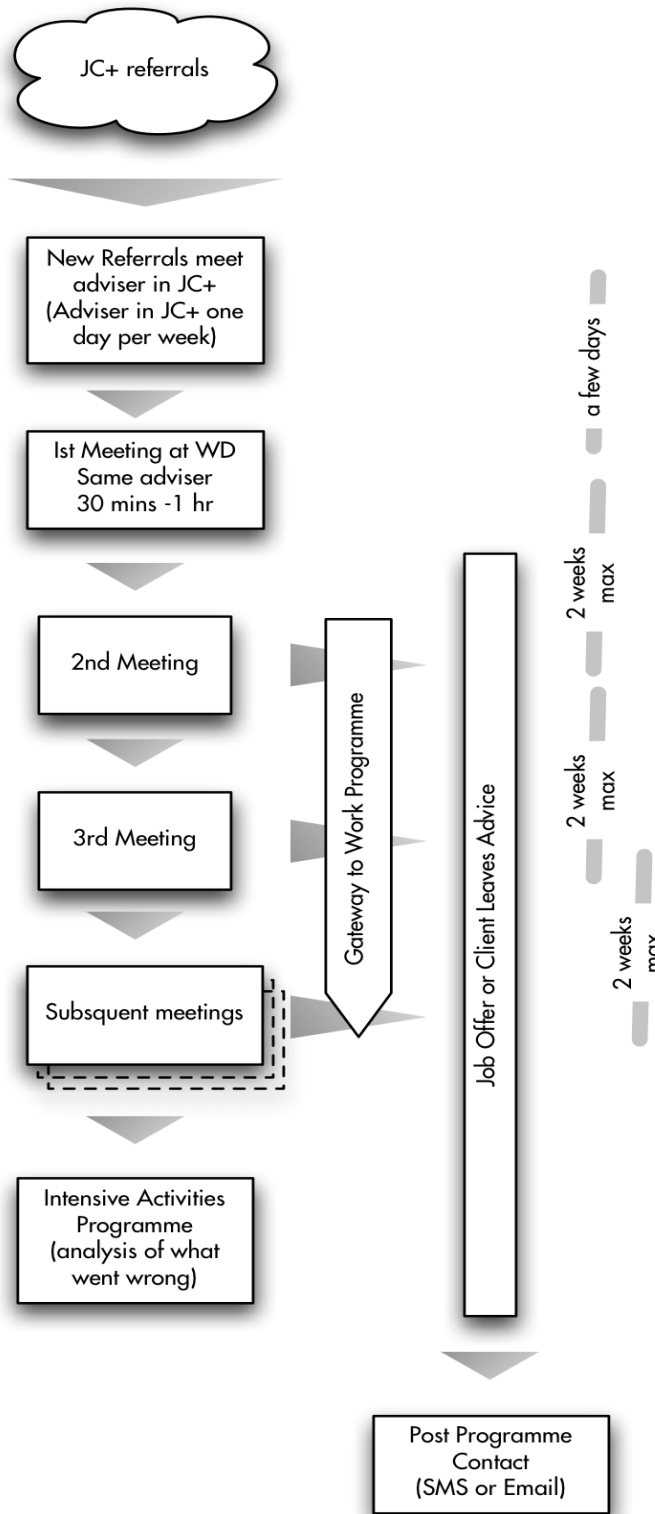 JC+ referrals
New Referrals meet
adviser in JC+
(Adviser in JC+ one
day per week)
Ist Meeting at WD
Same adviser
30 mins -1 hr
2nd Meeting
3rd Meeting
Subsquent meetings
Intensive Activities
Programme
(analysis of what
went wrong)
Gateway to Work Programme
Job Offer or Client Leaves Advice
Post Programme
Contact
(SMS or Email)
a few days
2 weeks
max
2 weeks
max
2 weeks
max